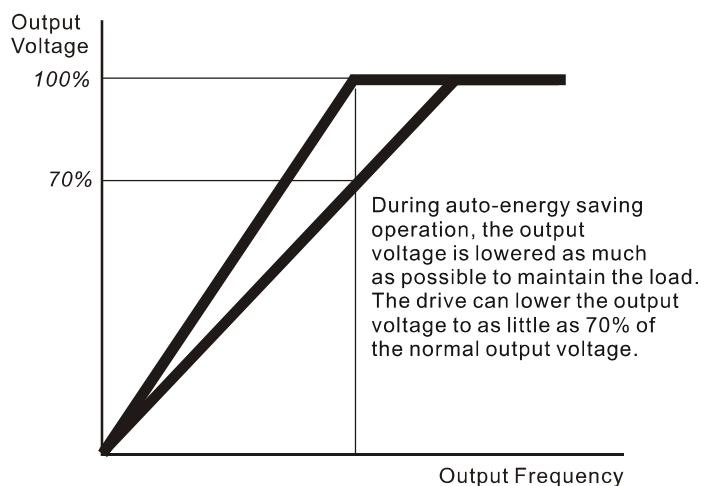 Output
Voltage
100%
70%
During auto-energy saving
operation, the output
voltage is lowered as much
as possible to maintain the load.
The drive can lower the output
voltage to as little as 70% of
the normal output voltage.
Output Frequency